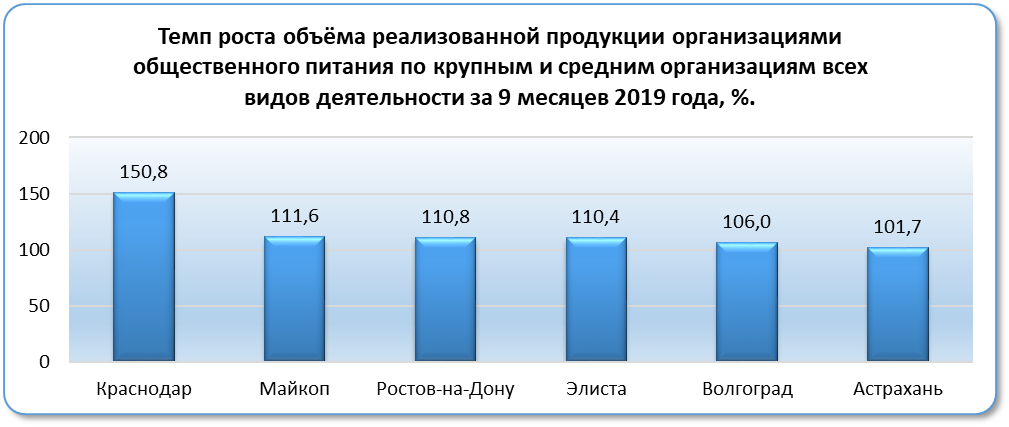 Темп роста объёма реализованной продукции организациями
общественного питания по крупным и средним организациям всех
видов деятельности за 9 месяцев 2019 года, %.
200
150
100
50
0
150,8
111,6
110,8
110,4
106,0
101,7
Краснодар
Майкоп
Ростов-на-Дону
Элиста
Волгоград
Астрахань